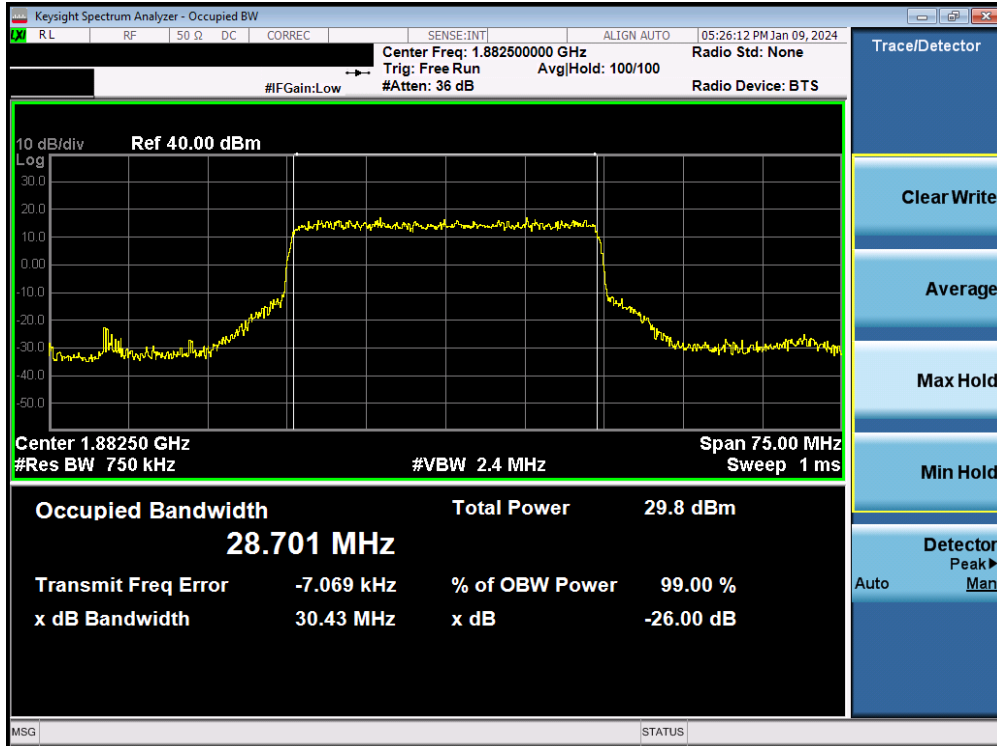 Keysight Spectrum Analyzer - Occupied BW
LXI RL RF 50 Ω DC CORREC SENSE:INT ALIGN AUTO 05:26:12 PM Jan 09, 2024
Center Freq: 1.882500000 GHz Radio Std: None
Trig: Free Run Avg|Hold: 100/100
#IFGain:Low #Atten: 36 dB Radio Device: BTS
Trace/Detector
10 dB/div Ref 40.00 dBm
Log
30.0
20.0
10.0
0.00
-10.0
-20.0
-30.0
-40.0
-50.0
Center 1.88250 GHz Span 75.00 MHz
#Res BW 750 kHz #VBW 2.4 MHz Sweep 1 ms
Occupied Bandwidth Total Power 29.8 dBm
28.701 MHz
Transmit Freq Error -7.069 kHz % of OBW Power 99.00 %
x dB Bandwidth 30.43 MHz x dB -26.00 dB
Clear Write
Average
Max Hold
Min Hold
Detector
Peak▶
Auto Man
MSG STATUS